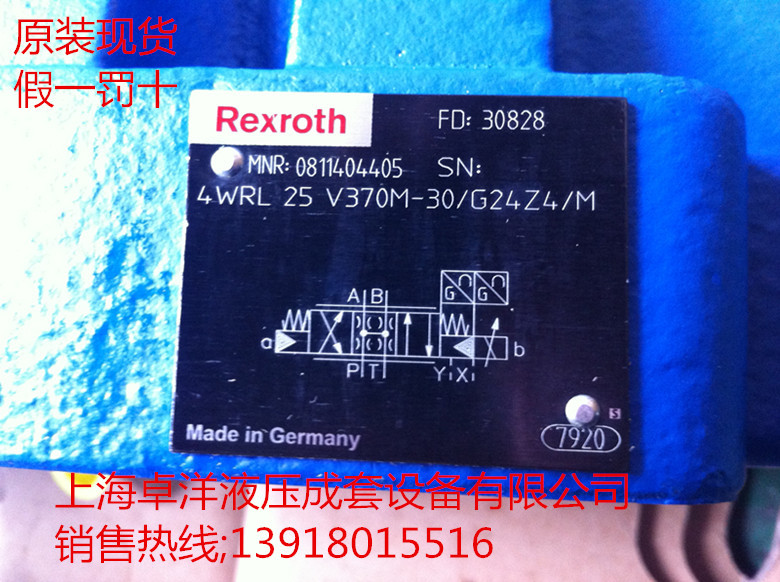 原装现货
假一罚十
Rexroth FD: 30828
MNR: 0811404405 SN:
4WRL 25 V370M-30/G24Z4/M
G G
A B
a b
P T Y X
S
Made in Germany 7920
上海卓洋液压成套设备有限公司
销售热线;13918015516